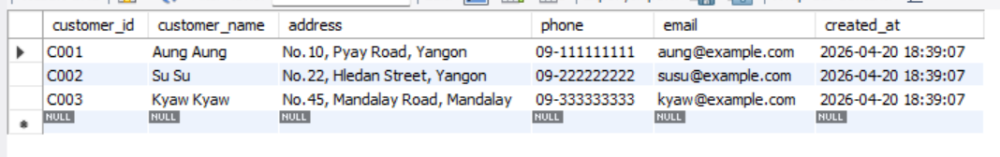 customer_id customer_name address phone email created_at
C001 Aung Aung No.10, Pyay Road, Yangon 09-111111111 aung@example.com 2026-04-20 18:39:07
C002 Su Su No.22, Hledan Street, Yangon 09-222222222 susu@example.com 2026-04-20 18:39:07
C003 Kyaw Kyaw No.45, Mandalay Road, Mandalay 09-333333333 kyaw@example.com 2026-04-20 18:39:07
NULL NULL NULL NULL NULL NULL